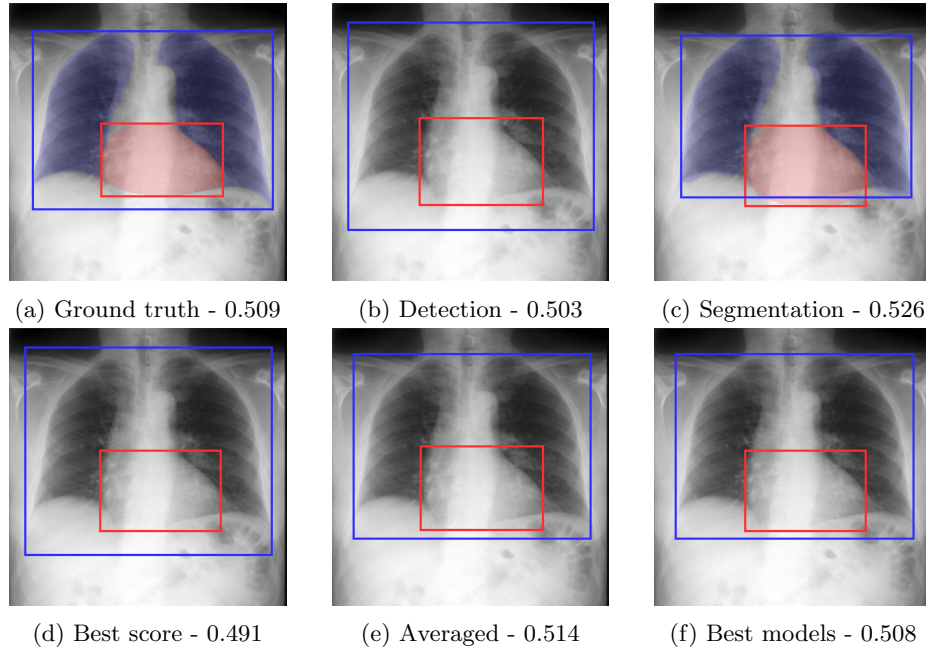 (a) Ground truth - 0.509
(b) Detection - 0.503
(c) Segmentation - 0.526
(d) Best score - 0.491
(e) Averaged - 0.514
(f) Best models - 0.508